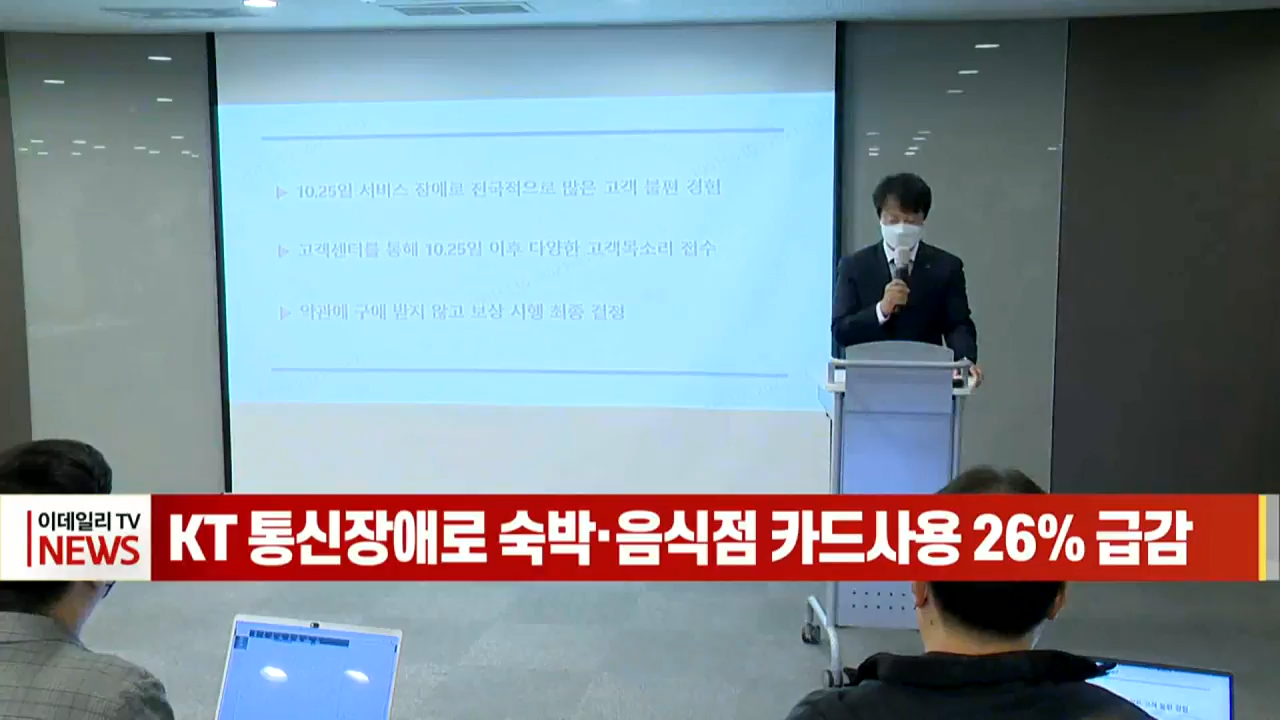 ▷ 10.25일 서비스 장애로 전국적으로 많은 고객 불편 경험
▷ 고객센터를 통해 10.25일 이후 다양한 고객목소리 접수
▷ 약관에 구애 받지 않고 보상 시행 최종 결정
이데일리 TV
NEWS
KT 통신장애로 숙박·음식점 카드사용 26% 급감